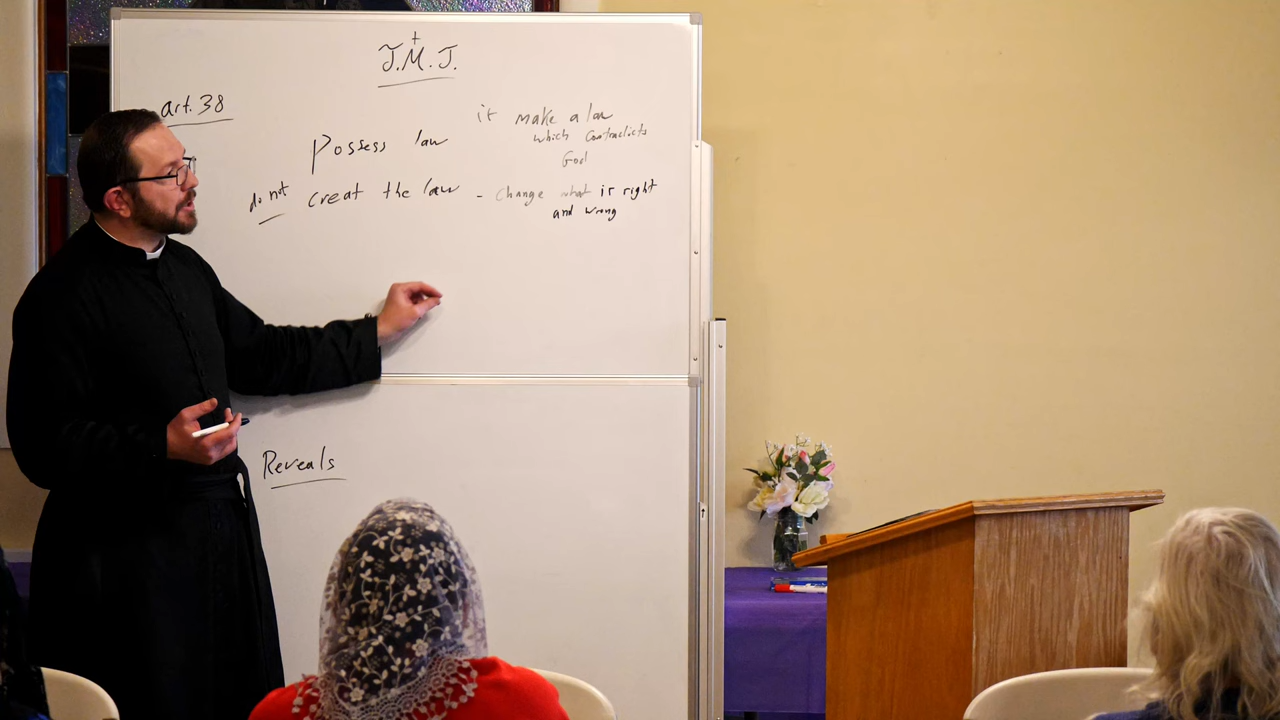 J.M.J.
art. 38
it make a law
which contradicts
God
Possess law
do not creat the law - change what is right
and wrong
Reveals